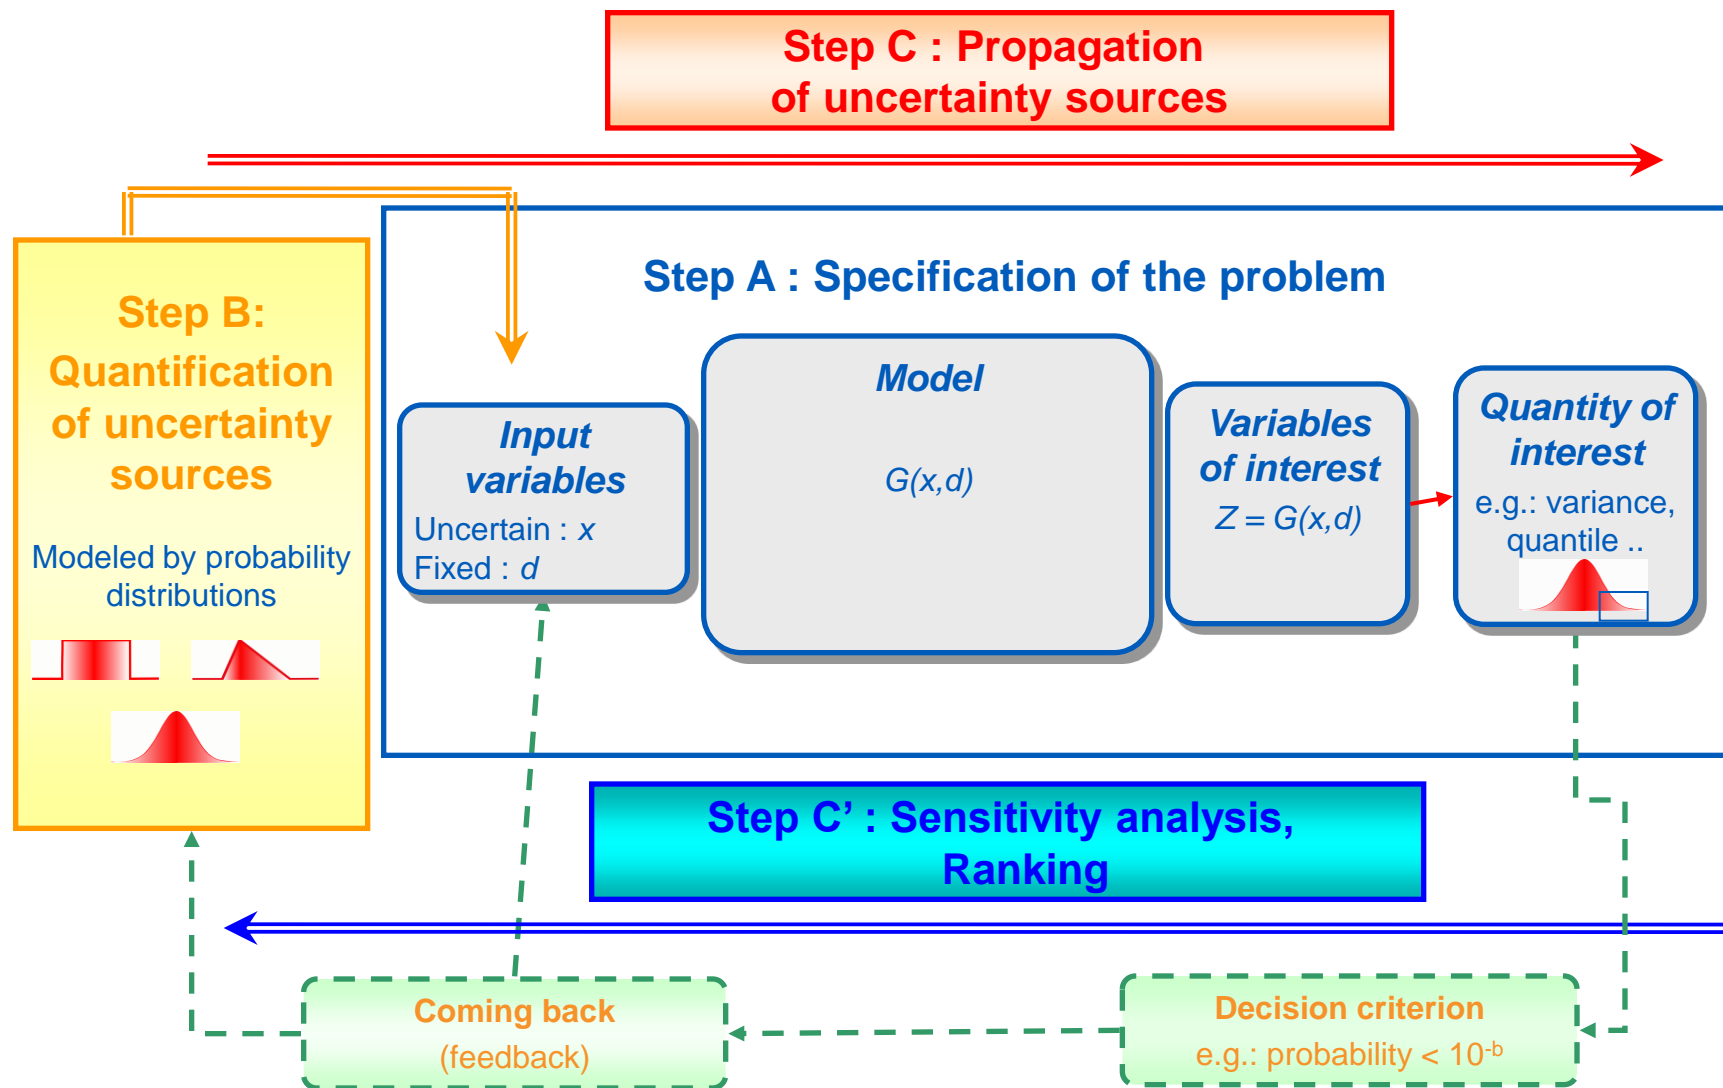 Step C : Propagation
of uncertainty sources
Step A : Specification of the problem
Step B:
Quantification
of uncertainty
sources
Modeled by probability
distributions
Input
variables
Uncertain : x
Fixed : d
Model
G(x,d)
Variables
of interest
Z = G(x,d)
Quantity of
interest
e.g.: variance,
quantile ..
Step C’ : Sensitivity analysis,
Ranking
Coming back
(feedback)
Decision criterion
e.g.: probability < 10⁻ᵇ